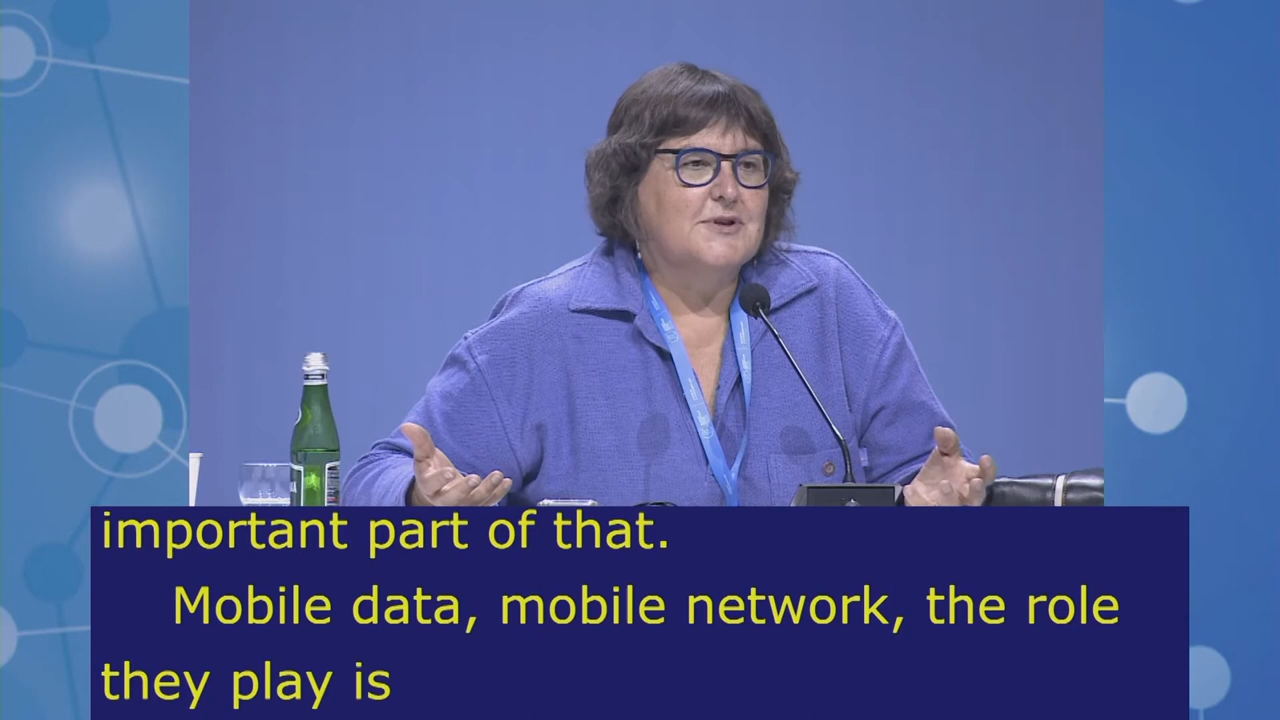 important part of that.
Mobile data, mobile network, the role
they play is